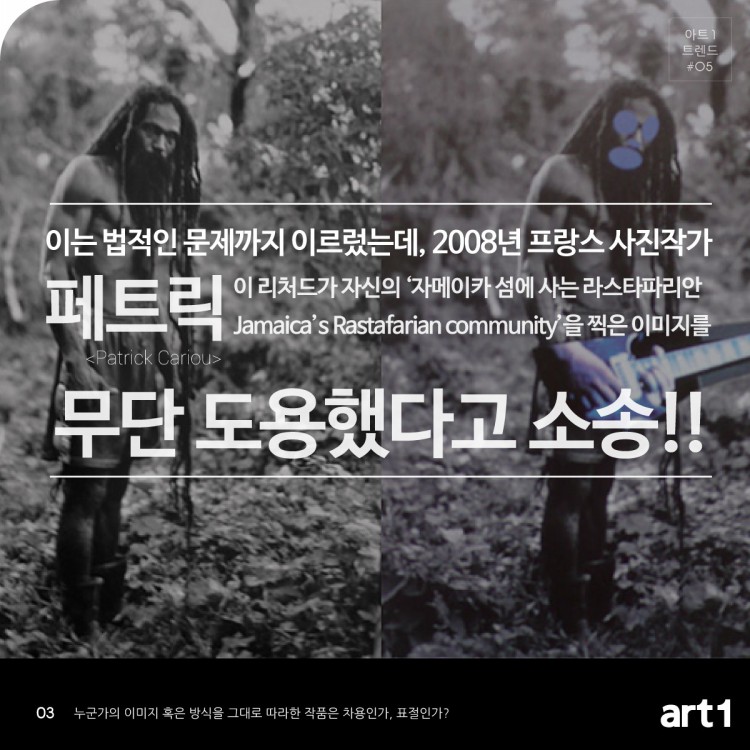 아트1
트렌드
#05
이는 법적인 문제까지 이르렀는데, 2008년 프랑스 사진작가
페트릭 이 리처드가 자신의 ‘자메이카 섬에 사는 라스타파리안
Jamaica’s Rastafarian community’을 찍은 이미지를
<Patrick Cariou>
무단 도용했다고 소송!!
03 누군가의 이미지 혹은 방식을 그대로 따라한 작품은 차용인가, 표절인가?
art1